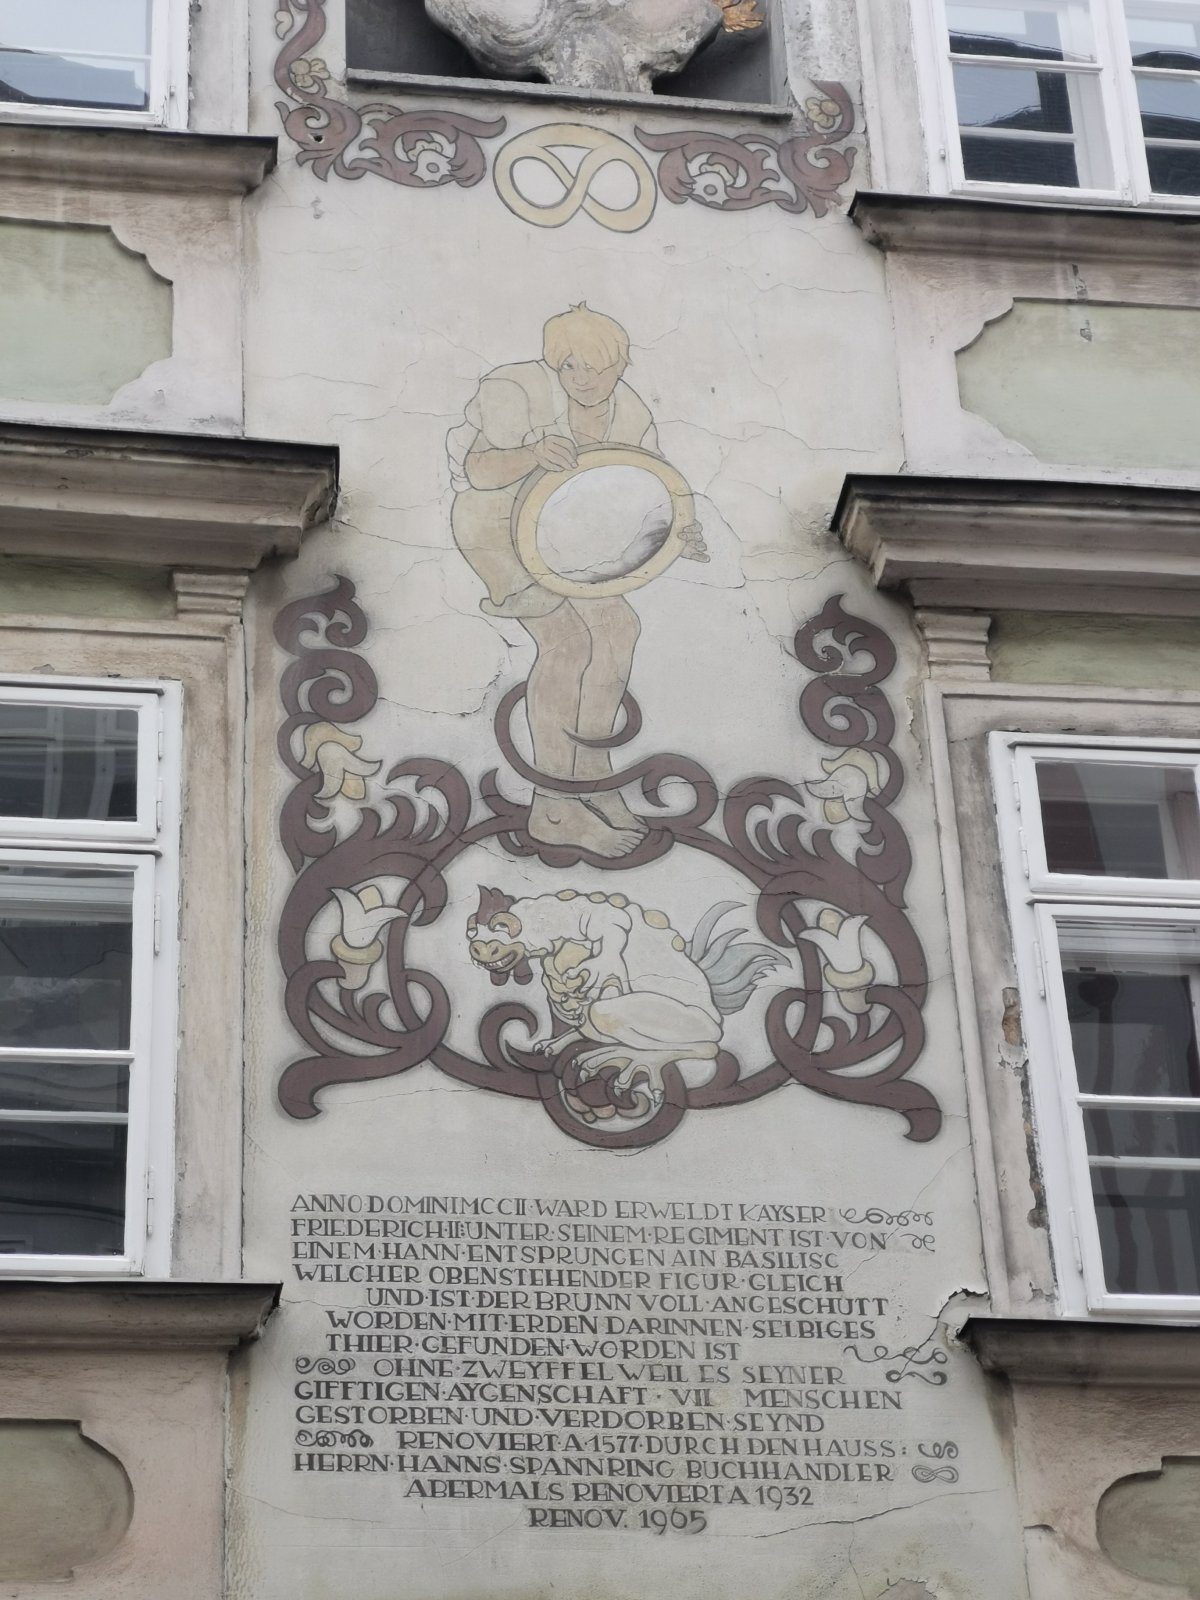 ANNO·DOMINI·MCCII·WARD ERWELDT KAYSER
FRIEDERICH·II·UNTER·SEINEM·REGIMENT IST·VON
EINEM·HANN·ENTSPRUNGEN·AIN BASILISC
WELCHER OBENSTEHENDER FIGUR·GLEICH
UND·IST·DER·BRUNN VOLL·ANGESCHÜTT
WORDEN·MIT·ERDEN DARINNEN·SELBIGES
THIER·GEFUNDEN·WORDEN IST
OHNE·ZWEYFFEL WEIL ES SEYNER
GIFFTIGEN·AYGENSCHAFT·VIL MENSCHEN
GESTORBEN·UND·VERDORBEN·SEYND
RENOVIERT·A·1577·DURCH DEN HAUSS:
HERRN·HANNS·SPANNRING BUCHHANDLER
ABERMALS RENOVIERT A 1932
RENOV. 1965